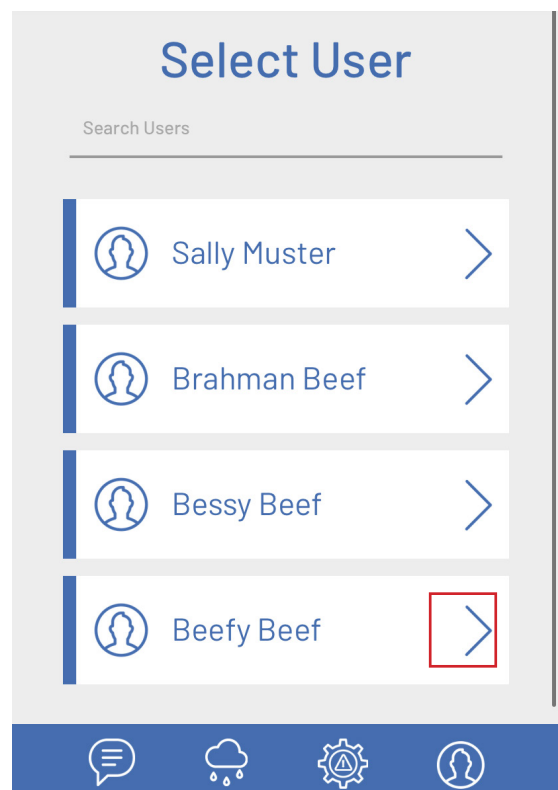 Select User
Search Users
Sally Muster
Brahman Beef
Bessy Beef
Beefy Beef